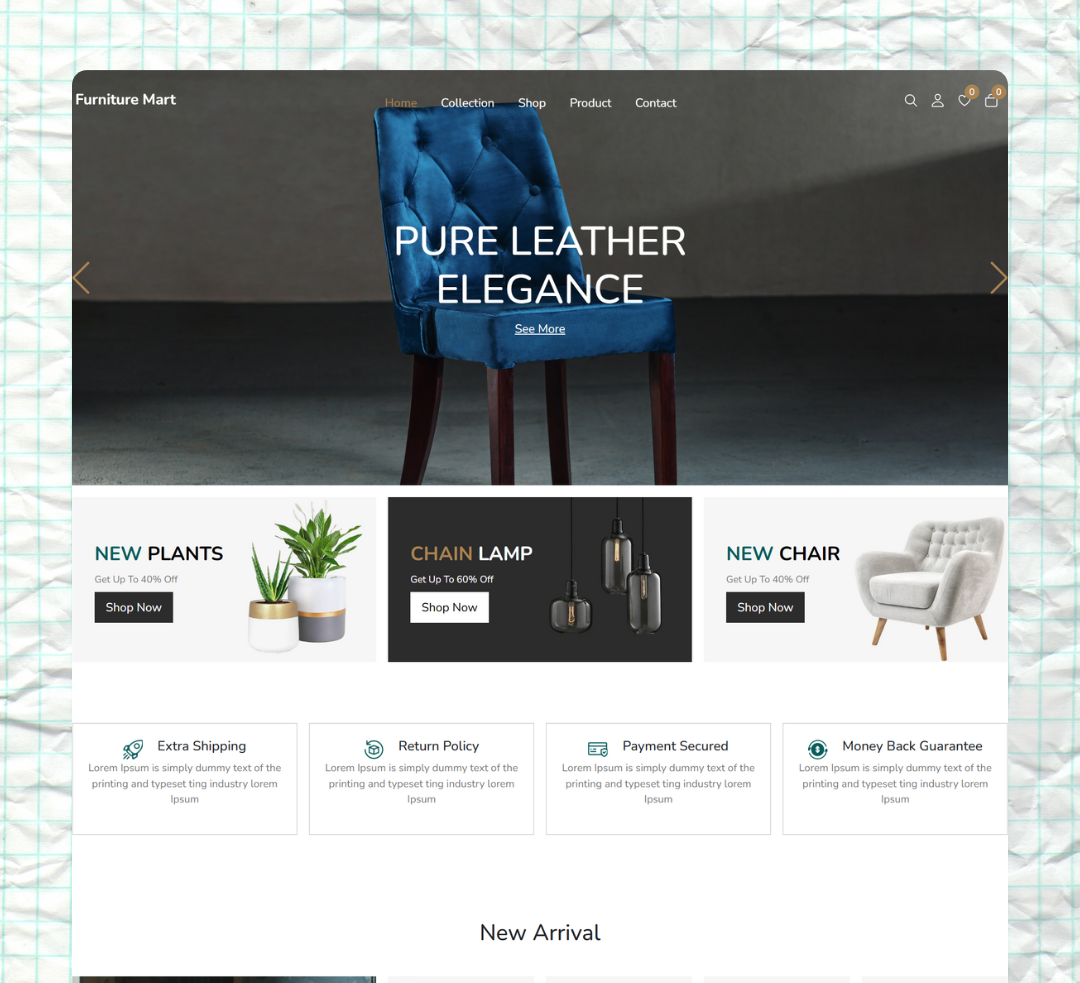 Furniture Mart
Home Collection Shop Product Contact
0 0
PURE LEATHER
ELEGANCE
See More
NEW PLANTS
Get Up To 40% Off
Shop Now
CHAIN LAMP
Get Up To 60% Off
Shop Now
NEW CHAIR
Get Up To 40% Off
Shop Now
Extra Shipping
Lorem Ipsum is simply dummy text of the
printing and typeset ting industry lorem
Ipsum
Return Policy
Lorem Ipsum is simply dummy text of the
printing and typeset ting industry lorem
Ipsum
Payment Secured
Lorem Ipsum is simply dummy text of the
printing and typeset ting industry lorem
Ipsum
Money Back Guarantee
Lorem Ipsum is simply dummy text of the
printing and typeset ting industry lorem
Ipsum
New Arrival